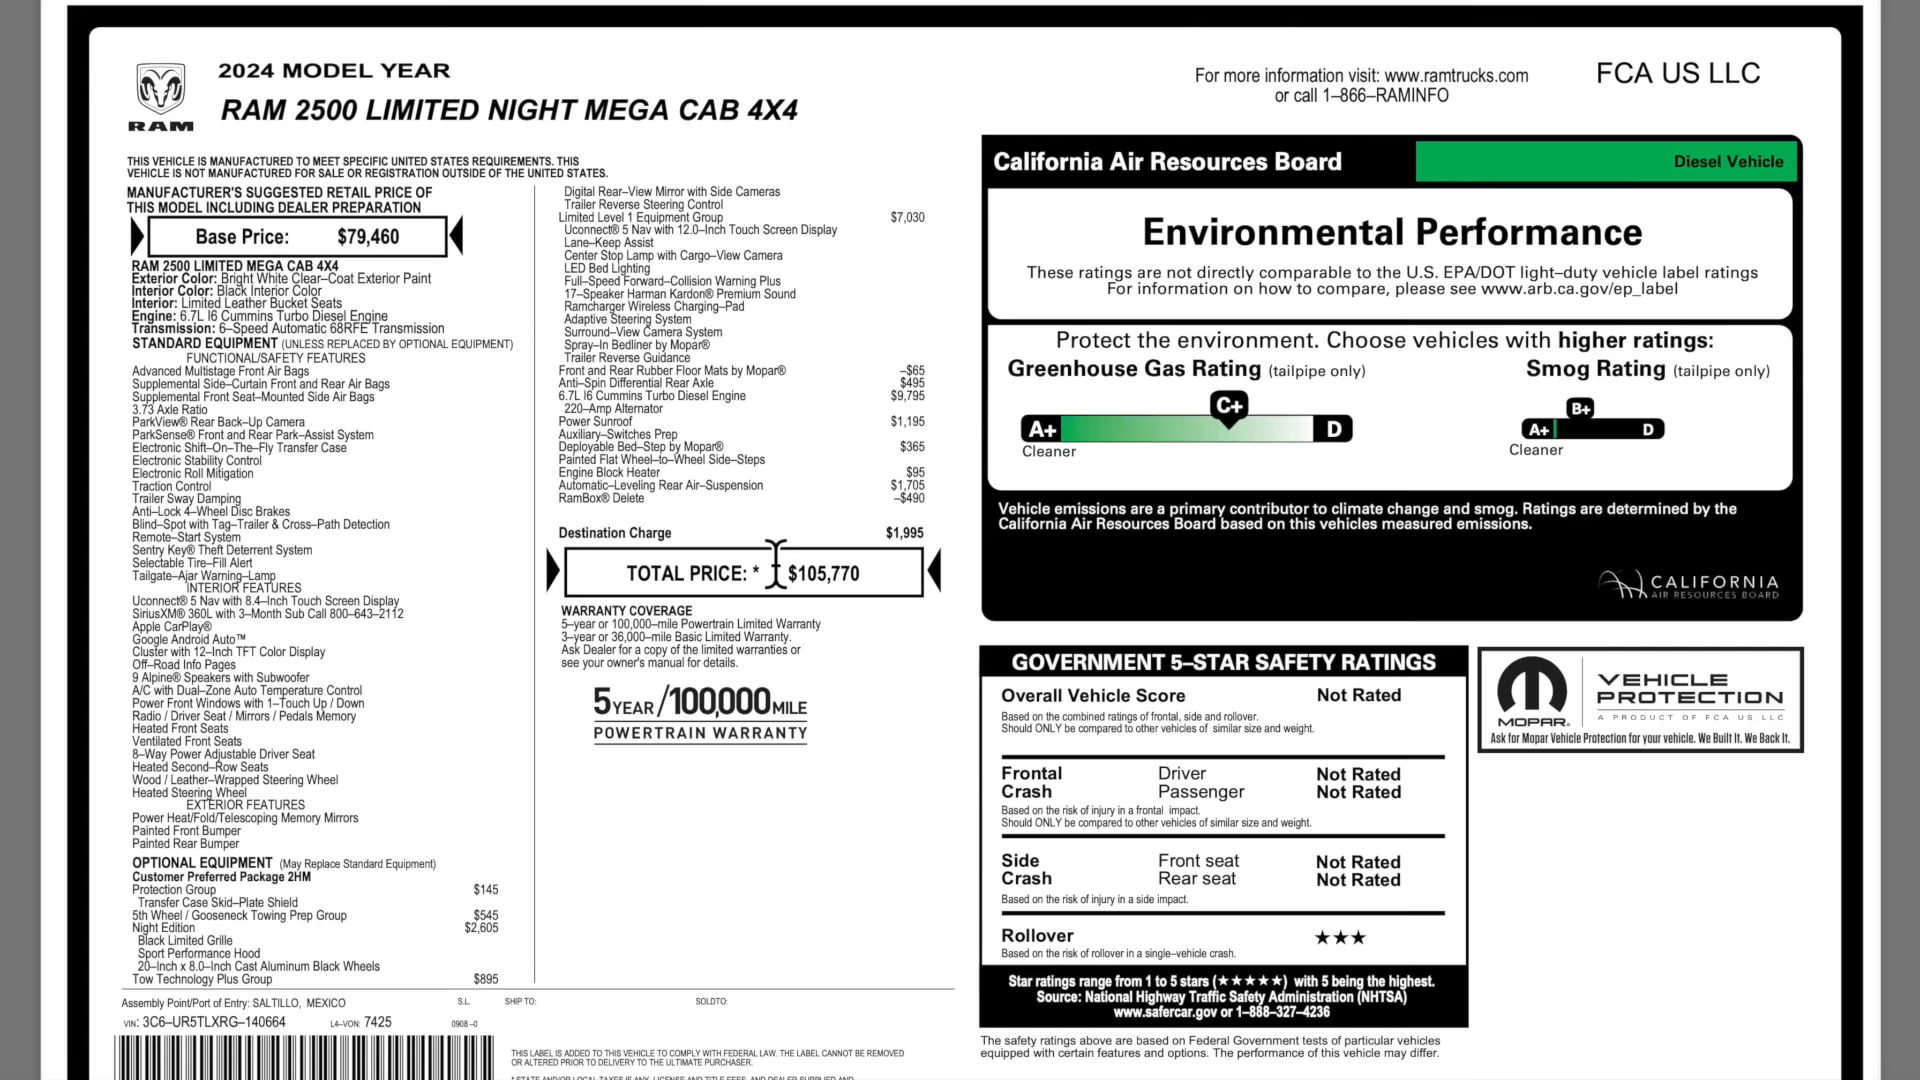 RAM
2024 MODEL YEAR
RAM 2500 LIMITED NIGHT MEGA CAB 4X4
For more information visit: www.ramtrucks.com
or call 1–866–RAMINFO
FCA US LLC
THIS VEHICLE IS MANUFACTURED TO MEET SPECIFIC UNITED STATES REQUIREMENTS. THIS
VEHICLE IS NOT MANUFACTURED FOR SALE OR REGISTRATION OUTSIDE OF THE UNITED STATES.
MANUFACTURER'S SUGGESTED RETAIL PRICE OF
THIS MODEL INCLUDING DEALER PREPARATION
Base Price: $79,460
RAM 2500 LIMITED MEGA CAB 4X4
Exterior Color: Bright White Clear–Coat Exterior Paint
Interior Color: Black Interior Color
Interior: Limited Leather Bucket Seats
Engine: 6.7L I6 Cummins Turbo Diesel Engine
Transmission: 6–Speed Automatic 68RFE Transmission
STANDARD EQUIPMENT (UNLESS REPLACED BY OPTIONAL EQUIPMENT)
FUNCTIONAL/SAFETY FEATURES
Advanced Multistage Front Air Bags
Supplemental Side–Curtain Front and Rear Air Bags
Supplemental Front Seat–Mounted Side Air Bags
3.73 Axle Ratio
ParkView® Rear Back–Up Camera
ParkSense® Front and Rear Park–Assist System
Electronic Shift–On–The–Fly Transfer Case
Electronic Stability Control
Electronic Roll Mitigation
Traction Control
Trailer Sway Damping
Anti–Lock 4–Wheel Disc Brakes
Blind–Spot with Tag–Trailer & Cross–Path Detection
Remote–Start System
Sentry Key® Theft Deterrent System
Selectable Tire–Fill Alert
Tailgate–Ajar Warning–Lamp
INTERIOR FEATURES
Uconnect® 5 Nav with 8.4–Inch Touch Screen Display
SiriusXM® 360L with 3–Month Sub Call 800–643–2112
Apple CarPlay®
Google Android Auto™
Cluster with 12–Inch TFT Color Display
Off–Road Info Pages
9 Alpine® Speakers with Subwoofer
A/C with Dual–Zone Auto Temperature Control
Power Front Windows with 1–Touch Up / Down
Radio / Driver Seat / Mirrors / Pedals Memory
Heated Front Seats
Ventilated Front Seats
8–Way Power Adjustable Driver Seat
Heated Second–Row Seats
Wood / Leather–Wrapped Steering Wheel
Heated Steering Wheel
EXTERIOR FEATURES
Power Heat/Fold/Telescoping Memory Mirrors
Painted Front Bumper
Painted Rear Bumper
OPTIONAL EQUIPMENT (May Replace Standard Equipment)
Customer Preferred Package 2HM
Protection Group $145
Transfer Case Skid–Plate Shield
5th Wheel / Gooseneck Towing Prep Group $545
Night Edition $2,605
Black Limited Grille
Sport Performance Hood
20–Inch x 8.0–Inch Cast Aluminum Black Wheels
Tow Technology Plus Group $895
Digital Rear–View Mirror with Side Cameras
Trailer Reverse Steering Control
Limited Level 1 Equipment Group $7,030
Uconnect® 5 Nav with 12.0–Inch Touch Screen Display
Lane–Keep Assist
Center Stop Lamp with Cargo–View Camera
LED Bed Lighting
Full–Speed Forward–Collision Warning Plus
17–Speaker Harman Kardon® Premium Sound
Ramcharger Wireless Charging–Pad
Adaptive Steering System
Surround–View Camera System
Spray–In Bedliner by Mopar®
Trailer Reverse Guidance
Front and Rear Rubber Floor Mats by Mopar® –$65
Anti–Spin Differential Rear Axle $495
6.7L I6 Cummins Turbo Diesel Engine $9,795
220–Amp Alternator
Power Sunroof $1,195
Auxiliary–Switches Prep
Deployable Bed–Step by Mopar® $365
Painted Flat Wheel–to–Wheel Side–Steps
Engine Block Heater $95
Automatic–Leveling Rear Air–Suspension $1,705
RamBox® Delete –$490
Destination Charge $1,995
TOTAL PRICE: * $105,770
WARRANTY COVERAGE
5–year or 100,000–mile Powertrain Limited Warranty
3–year or 36,000–mile Basic Limited Warranty.
Ask Dealer for a copy of the limited warranties or
see your owner's manual for details.
5 YEAR/100,000 MILE
POWERTRAIN WARRANTY
Assembly Point/Port of Entry: SALTILLO, MEXICO
S.L. SHIP TO: SOLDTO:
VIN: 3C6–UR5TLXRG–140664 L4–VON: 7425 0908 –0
THIS LABEL IS ADDED TO THIS VEHICLE TO COMPLY WITH FEDERAL LAW. THE LABEL CANNOT BE REMOVED
OR ALTERED PRIOR TO DELIVERY TO THE ULTIMATE PURCHASER.
* STATE AND/OR LOCAL TAXES IF ANY, LICENSE AND TITLE FEES, AND DEALER SUPPLIED AND
California Air Resources Board
Diesel Vehicle
Environmental Performance
These ratings are not directly comparable to the U.S. EPA/DOT light–duty vehicle label ratings
For information on how to compare, please see www.arb.ca.gov/ep_label
Protect the environment. Choose vehicles with higher ratings:
Greenhouse Gas Rating (tailpipe only)
C+
A+ D
Cleaner
Smog Rating (tailpipe only)
B+
A+ D
Cleaner
Vehicle emissions are a primary contributor to climate change and smog. Ratings are determined by the
California Air Resources Board based on this vehicles measured emissions.
CALIFORNIA
AIR RESOURCES BOARD
GOVERNMENT 5–STAR SAFETY RATINGS
Overall Vehicle Score Not Rated
Based on the combined ratings of frontal, side and rollover.
Should ONLY be compared to other vehicles of similar size and weight.
Frontal Driver Not Rated
Crash Passenger Not Rated
Based on the risk of injury in a frontal impact.
Should ONLY be compared to other vehicles of similar size and weight.
Side Front seat Not Rated
Crash Rear seat Not Rated
Based on the risk of injury in a side impact.
Rollover ★★★
Based on the risk of rollover in a single–vehicle crash.
Star ratings range from 1 to 5 stars (★★★★★) with 5 being the highest.
Source: National Highway Traffic Safety Administration (NHTSA)
www.safercar.gov or 1–888–327–4236
The safety ratings above are based on Federal Government tests of particular vehicles
equipped with certain features and options. The performance of this vehicle may differ.
MOPAR®
VEHICLE
PROTECTION
A PRODUCT OF FCA US LLC
Ask for Mopar Vehicle Protection for your vehicle. We Built It. We Back It.